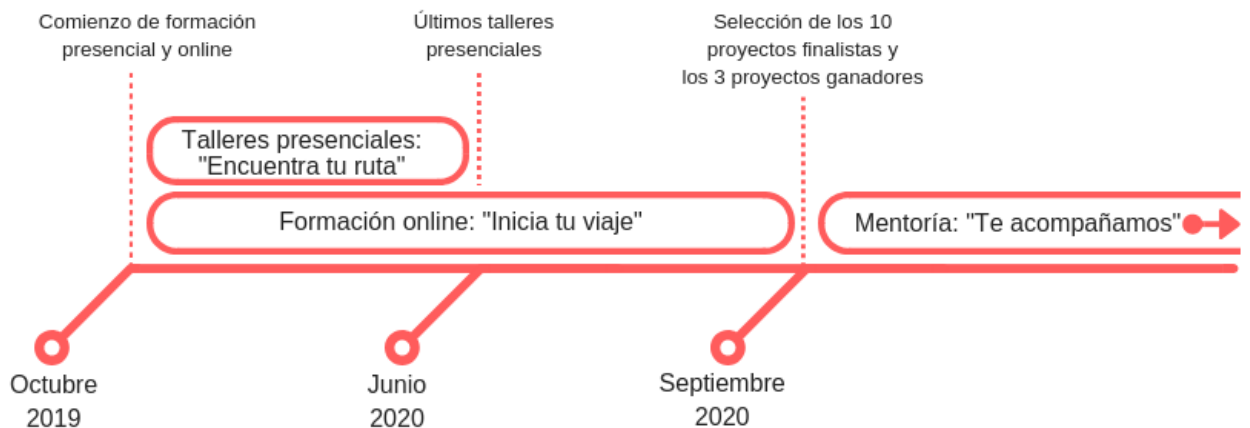 Comienzo de formación
presencial y online
Últimos talleres
presenciales
Selección de los 10
proyectos finalistas y
los 3 proyectos ganadores
Talleres presenciales:
"Encuentra tu ruta"
Formación online: "Inicia tu viaje"
Mentoría: "Te acompañamos"
Octubre
2019
Junio
2020
Septiembre
2020